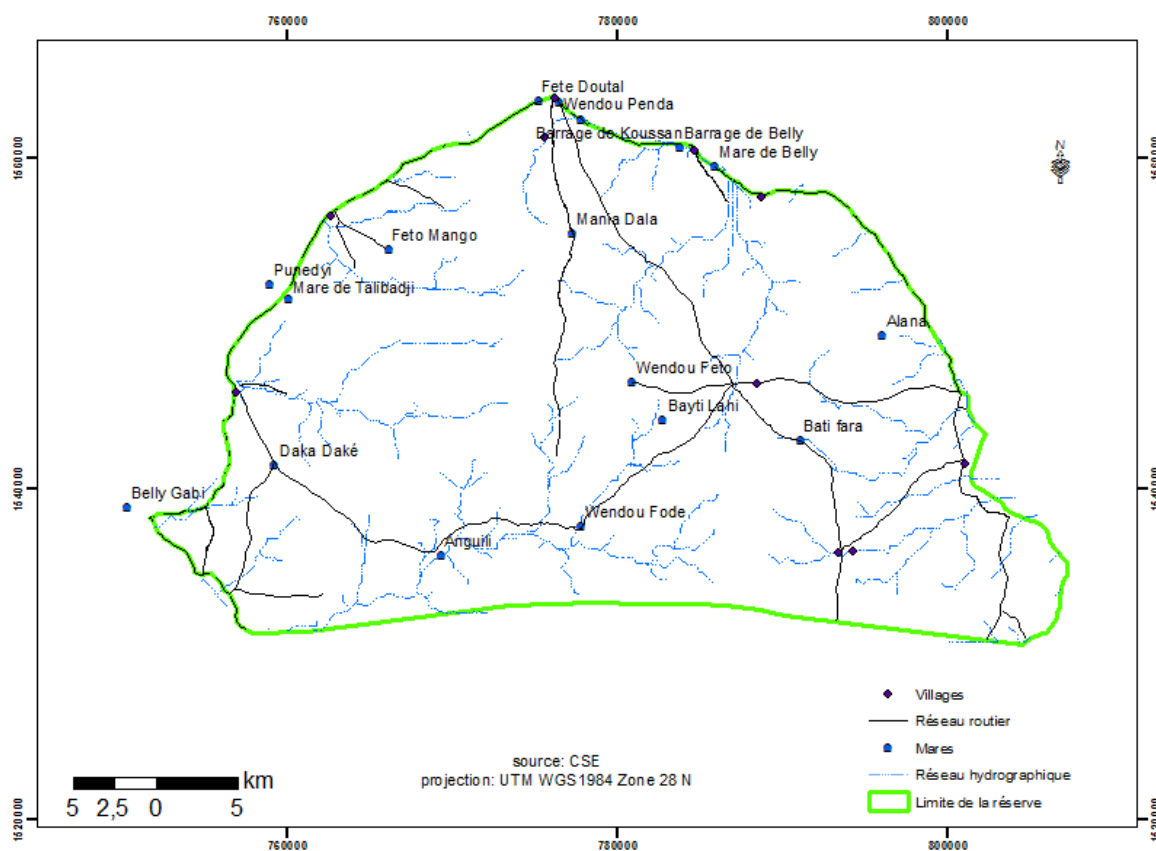 760000
780000
800000
Fete Doutal
Wendou Penda
Barrage de Koussan
Barrage de Belly
Mare de Belly
1660000
1660000
N
Mania Dala
Feto Mango
Punedyi
Mare de Talibadji
Alana
Wendou Feto
Bayti Lahi
Bati fara
Daka Daké
Belly Gabi
1640000
1640000
Wendou Fode
Anguili
Villages
Réseau routier
Mares
Réseau hydrographique
Limite de la réserve
source: CSE
projection: UTM WGS1984 Zone 28 N
km
5 2,5 0 5
1620000
1620000
760000
780000
800000